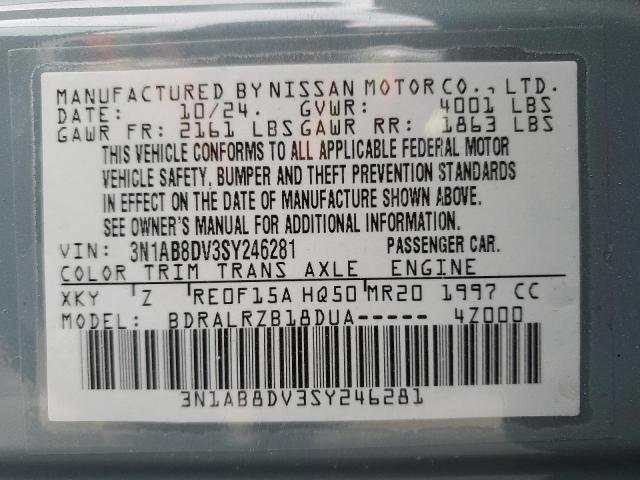 MANUFACTURED BY NISSAN MOTOR CO., LTD.
DATE: 10/24. GVWR: 4001 LBS
GAWR FR: 2161 LBS GAWR RR: 1863 LBS
THIS VEHICLE CONFORMS TO ALL APPLICABLE FEDERAL MOTOR
VEHICLE SAFETY, BUMPER AND THEFT PREVENTION STANDARDS
IN EFFECT ON THE DATE OF MANUFACTURE SHOWN ABOVE.
SEE OWNER'S MANUAL FOR ADDITIONAL INFORMATION.
VIN: 3N1AB8DV3SY246281 PASSENGER CAR.
COLOR TRIM TRANS AXLE ENGINE
XKY Z RE0F15A HQ50 MR20 1997 CC
MODEL: BDRALRZB18DUA----- 4Z000
3N1AB8DV3SY246281